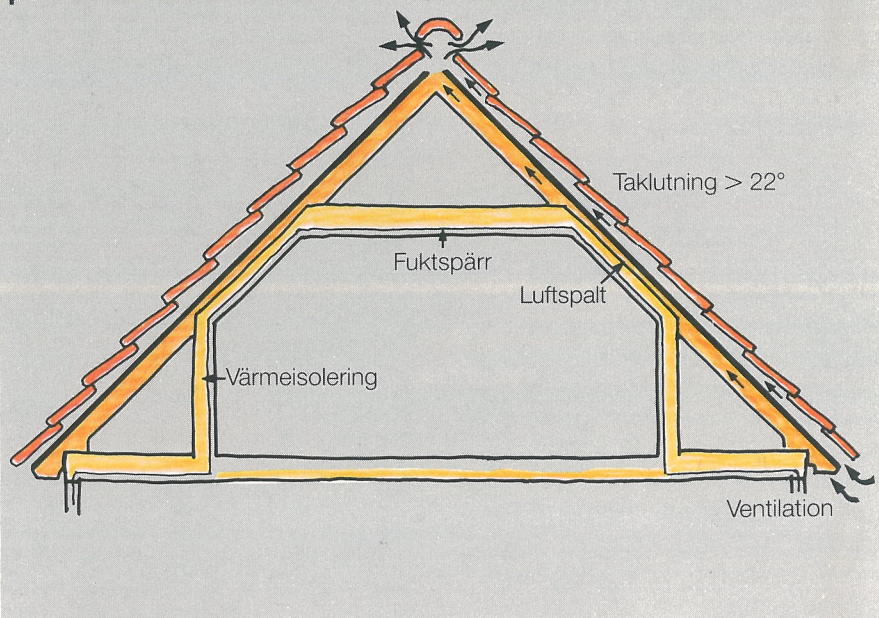 Taklutning > 22°
Fuktspärr
Luftspalt
Värmeisolering
Ventilation